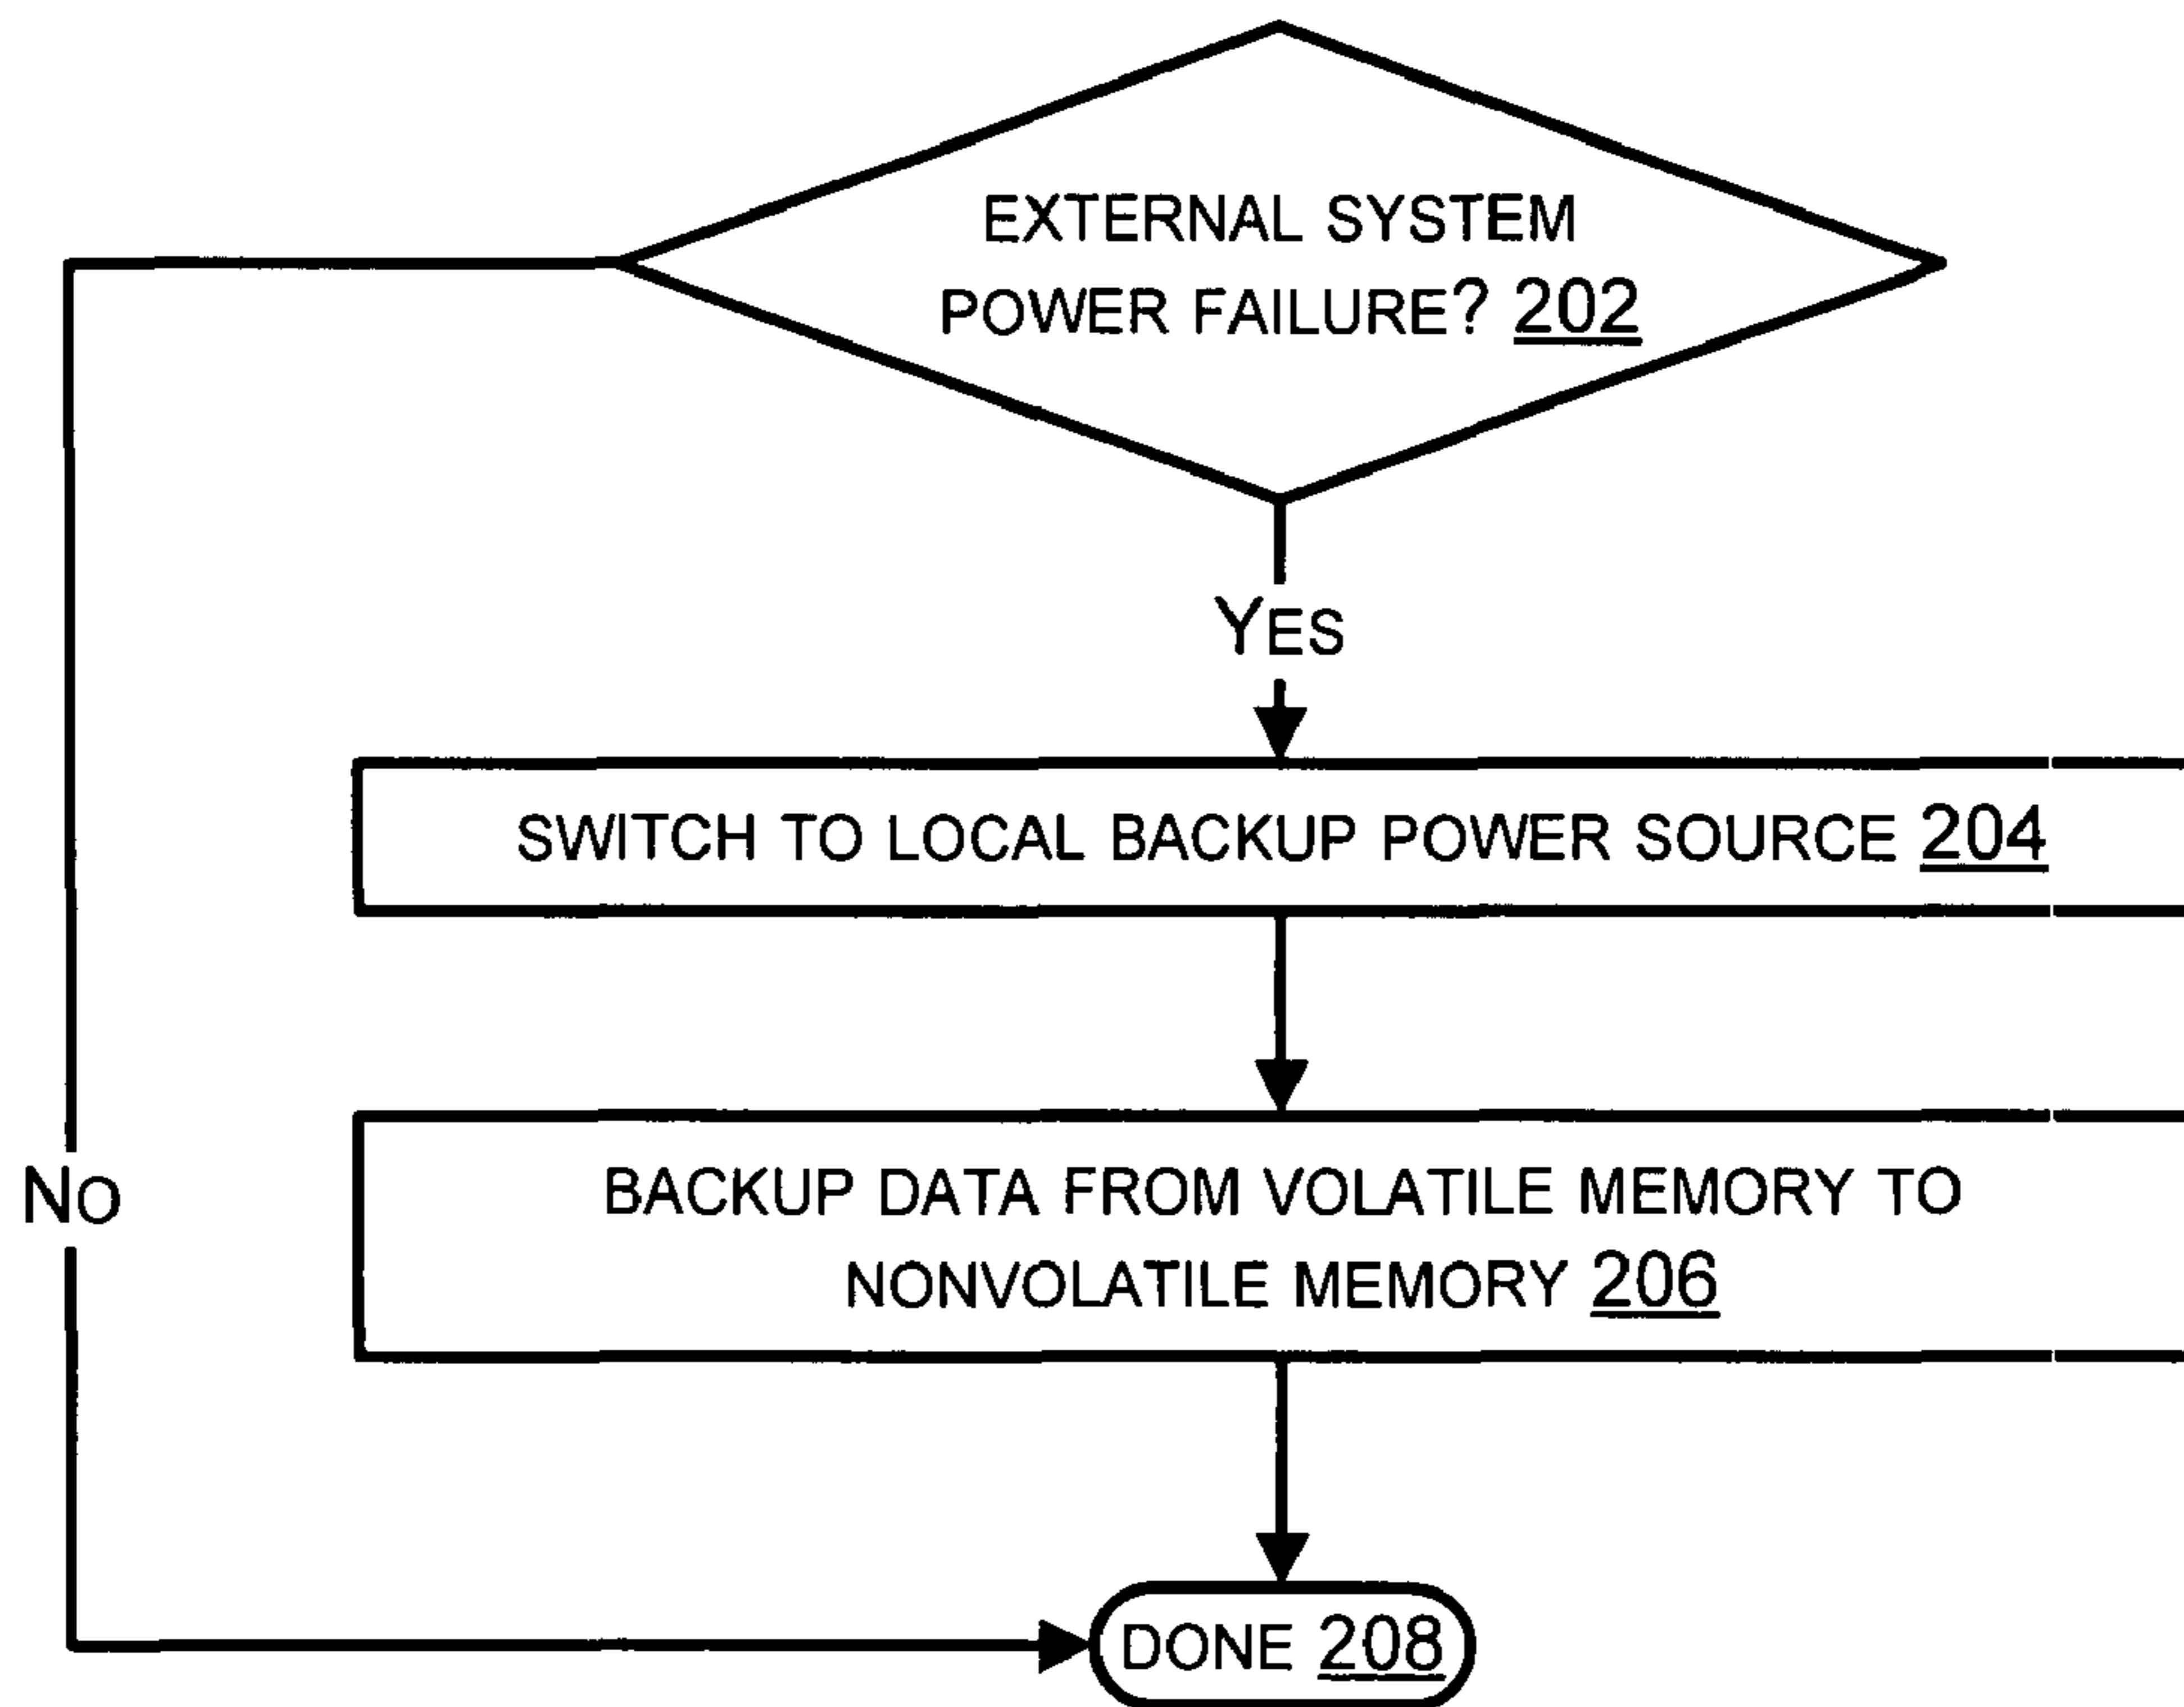 EXTERNAL SYSTEM
POWER FAILURE? 202
YES
SWITCH TO LOCAL BACKUP POWER SOURCE 204
BACKUP DATA FROM VOLATILE MEMORY TO
NONVOLATILE MEMORY 206
NO
DONE 208